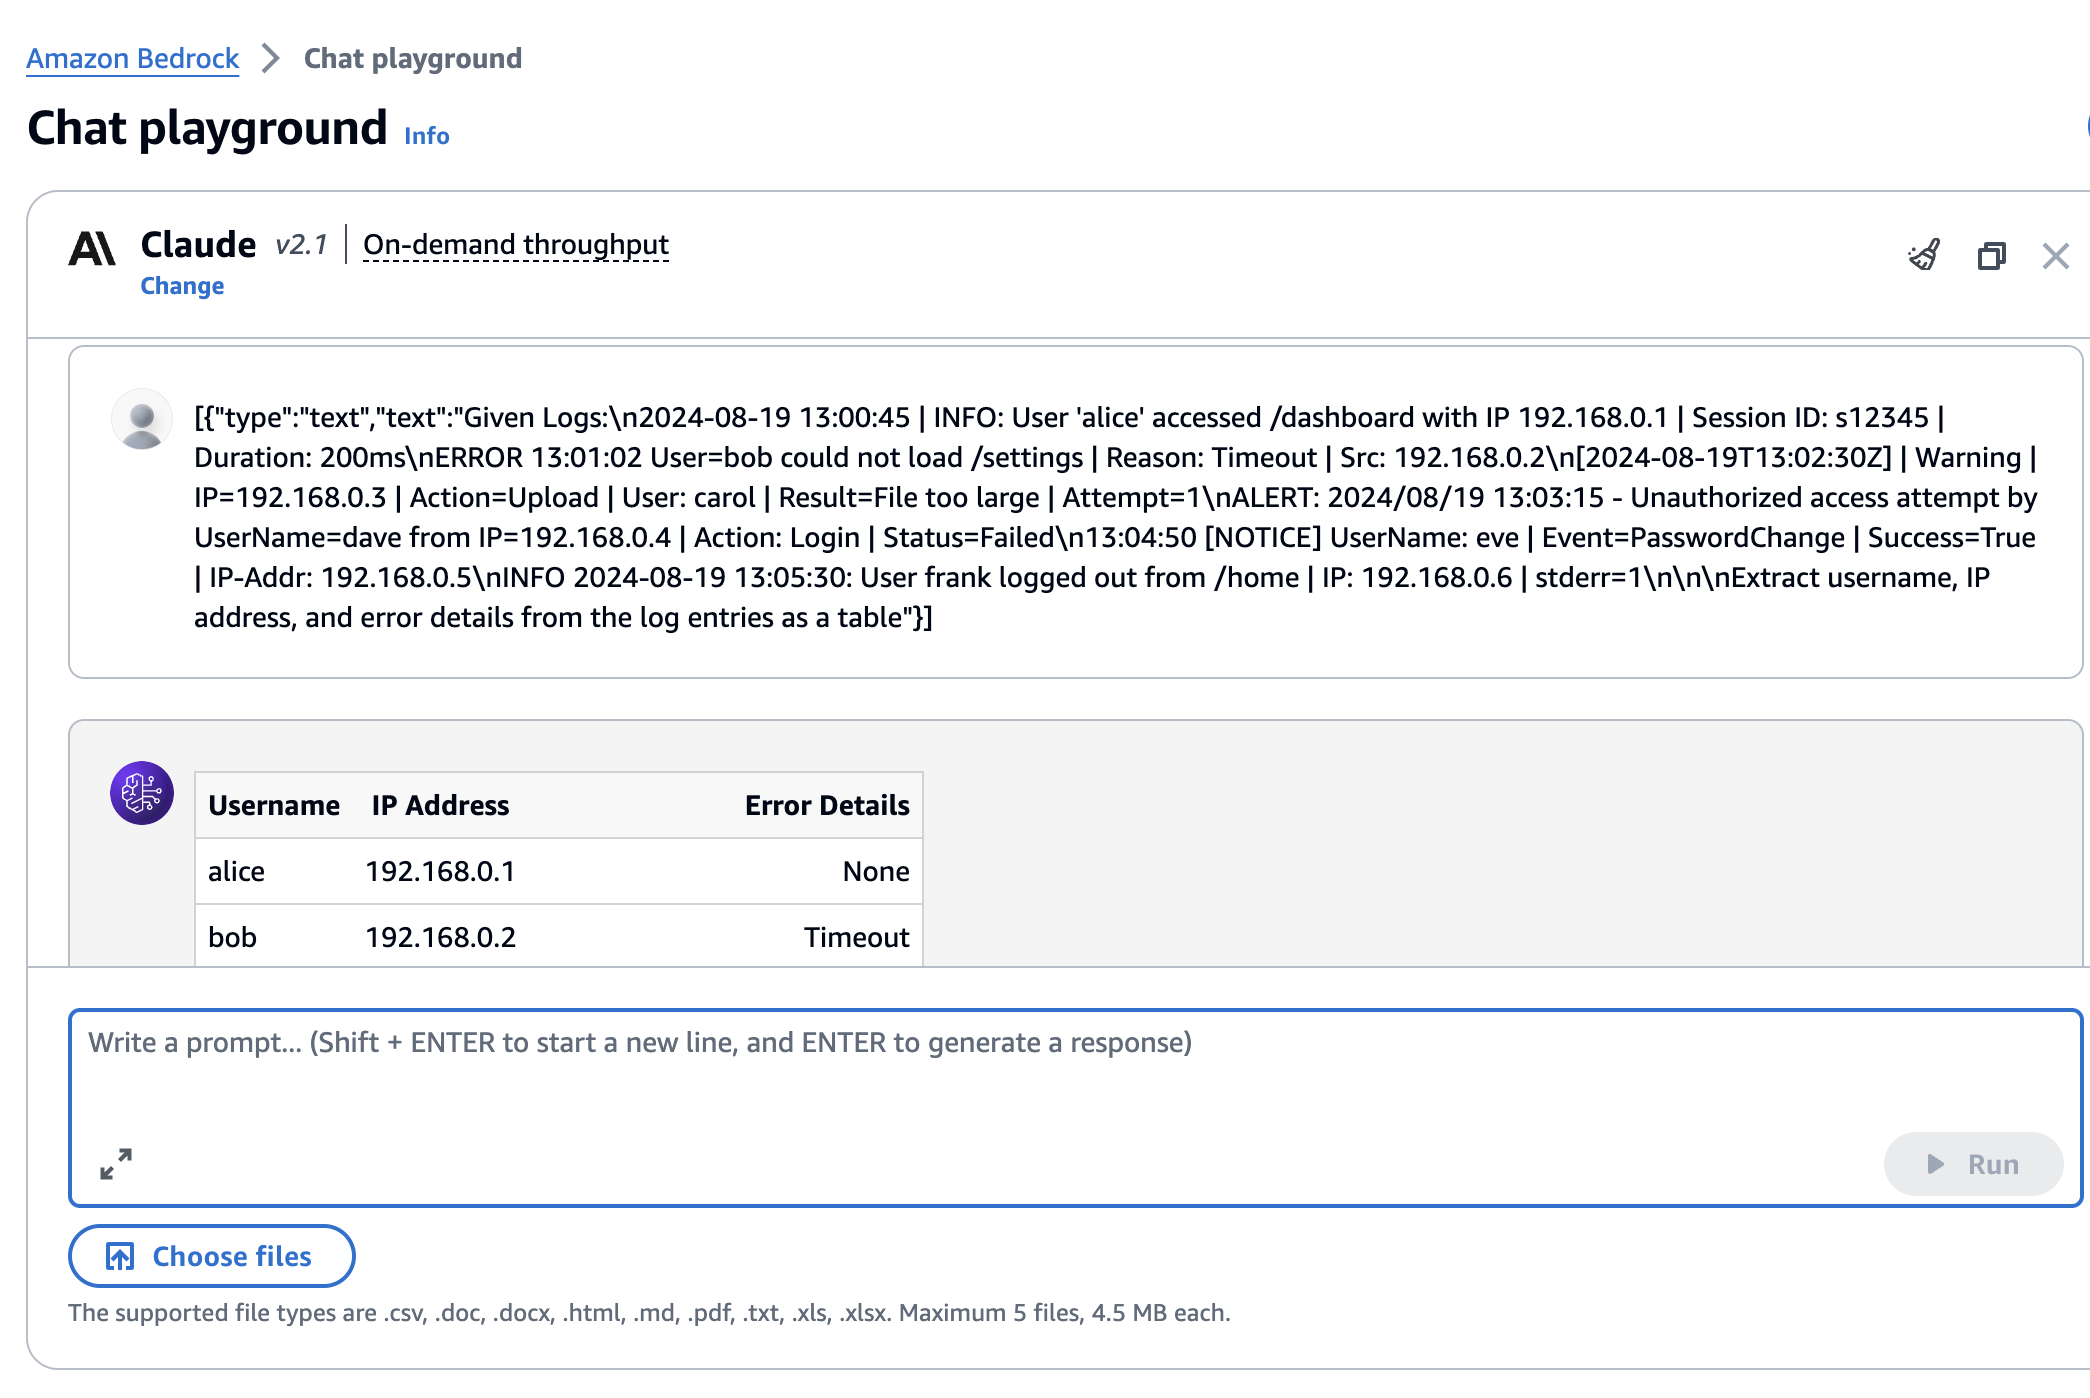 Amazon Bedrock > Chat playground
Chat playground Info
Claude v2.1 | On-demand throughput
Change
[{"type":"text","text":"Given Logs:\n2024-08-19 13:00:45 | INFO: User 'alice' accessed /dashboard with IP 192.168.0.1 | Session ID: s12345 |
Duration: 200ms\nERROR 13:01:02 User=bob could not load /settings | Reason: Timeout | Src: 192.168.0.2\n[2024-08-19T13:02:30Z] | Warning |
IP=192.168.0.3 | Action=Upload | User: carol | Result=File too large | Attempt=1\nALERT: 2024/08/19 13:03:15 - Unauthorized access attempt by
UserName=dave from IP=192.168.0.4 | Action: Login | Status=Failed\n13:04:50 [NOTICE] UserName: eve | Event=PasswordChange | Success=True
| IP-Addr: 192.168.0.5\nINFO 2024-08-19 13:05:30: User frank logged out from /home | IP: 192.168.0.6 | stderr=1\n\n\nExtract username, IP
address, and error details from the log entries as a table"}]
Username IP Address Error Details
alice 192.168.0.1 None
bob 192.168.0.2 Timeout
Write a prompt... (Shift + ENTER to start a new line, and ENTER to generate a response)
Run
Choose files
The supported file types are .csv, .doc, .docx, .html, .md, .pdf, .txt, .xls, .xlsx. Maximum 5 files, 4.5 MB each.